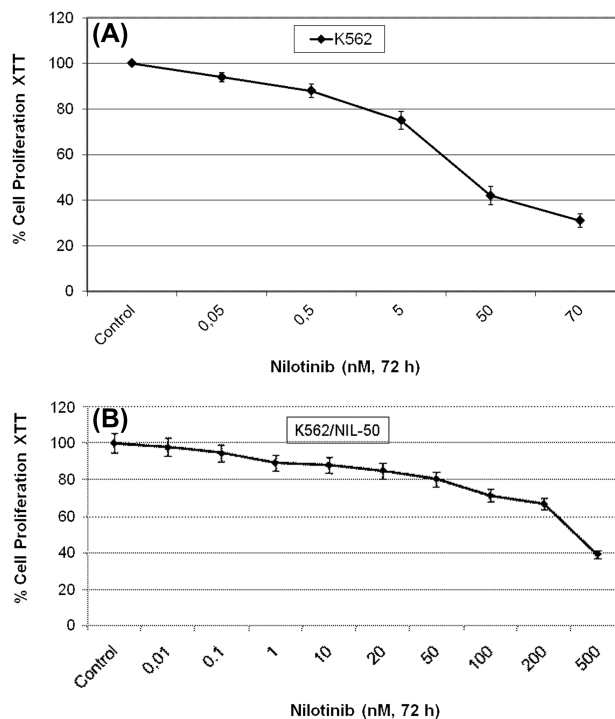 120
(A)
K562
100
80
60
40
20
0
% Cell Proliferation XTT
Control
0,05
0,5
5
50
70
Nilotinib (nM, 72 h)
120
(B)
K562/NIL-50
100
80
60
40
20
0
% Cell Proliferation XTT
Control
0,01
0.1
1
10
20
50
100
200
500
Nilotinib (nM, 72 h)